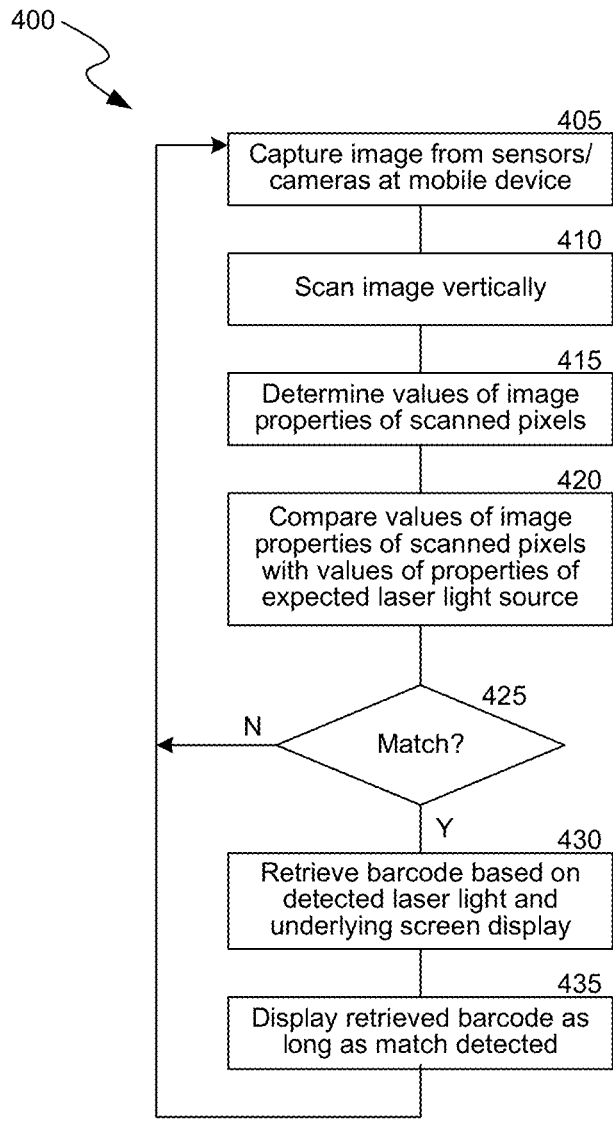 400
405
Capture image from sensors/
cameras at mobile device
410
Scan image vertically
415
Determine values of image
properties of scanned pixels
420
Compare values of image
properties of scanned pixels
with values of properties of
expected laser light source
425
N
Match?
Y
430
Retrieve barcode based on
detected laser light and
underlying screen display
435
Display retrieved barcode as
long as match detected